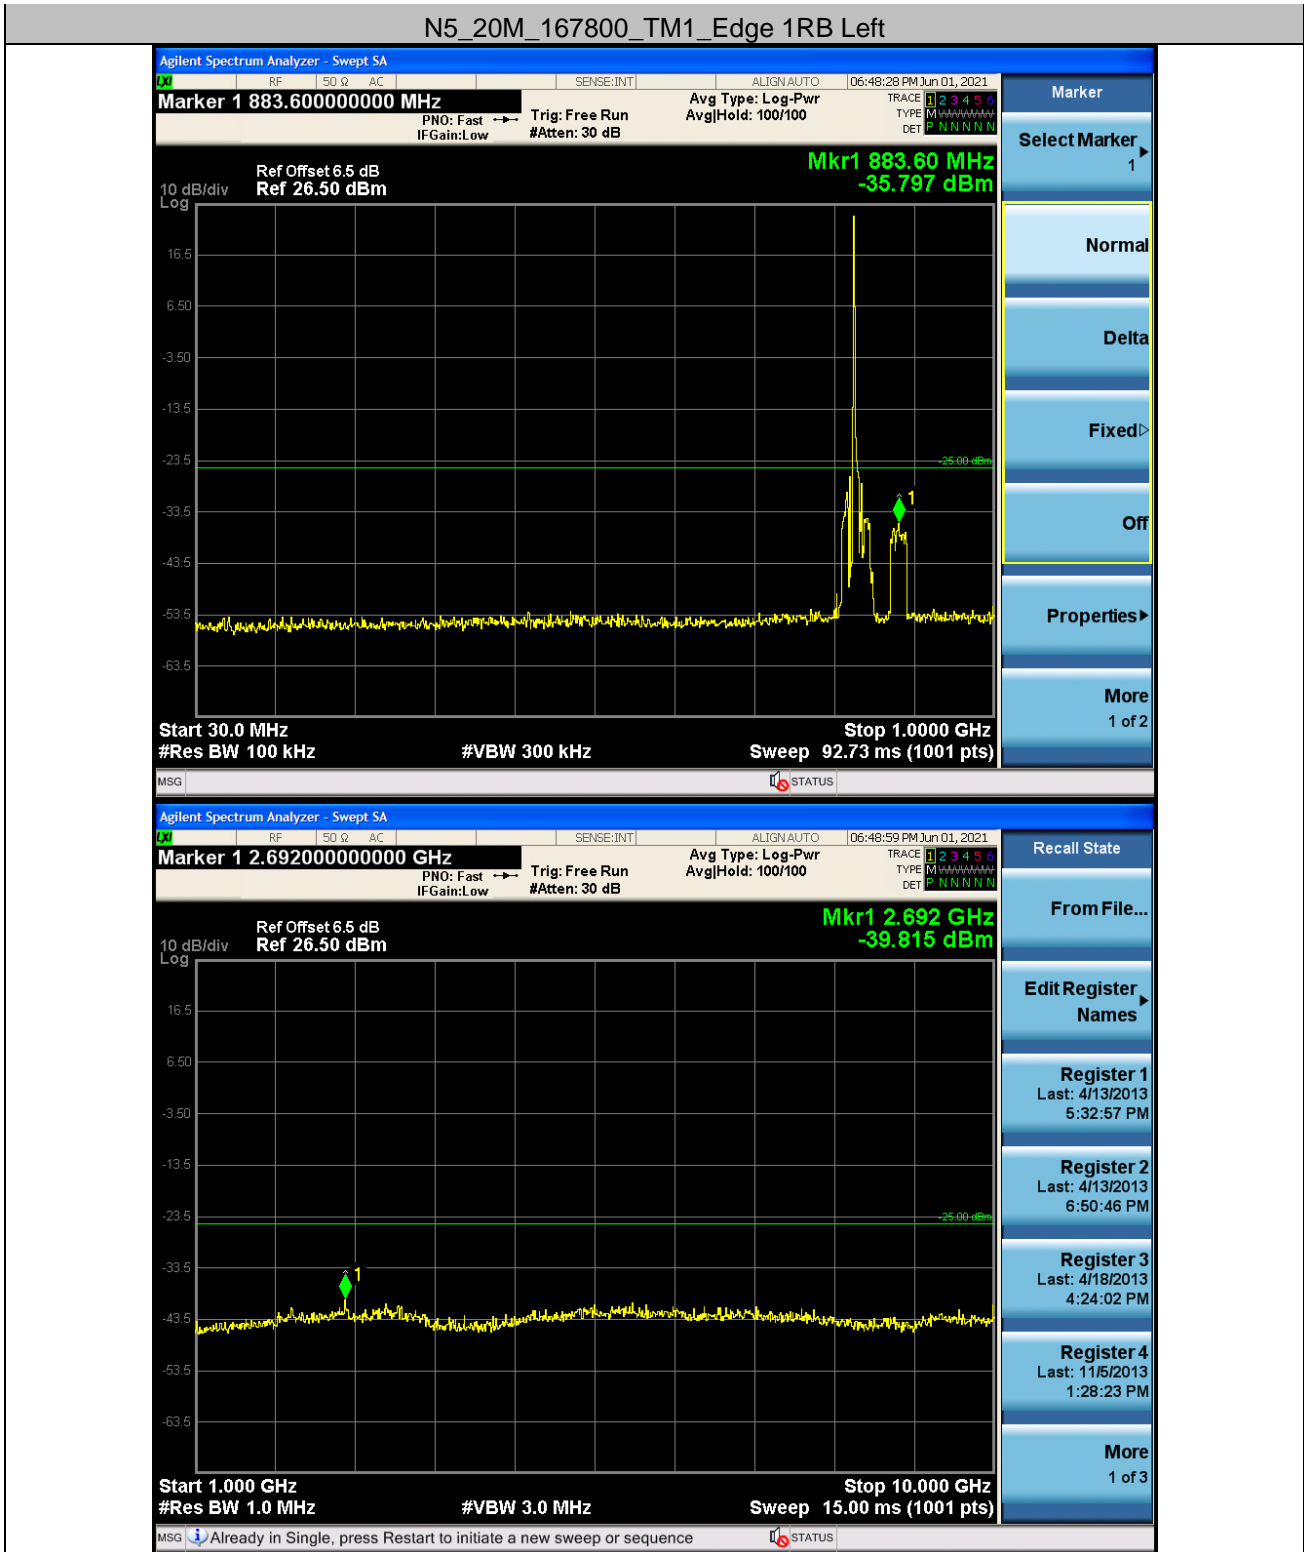 N5_20M_167800_TM1_Edge 1RB Left
Agilent Spectrum Analyzer - Swept SA
LXI RF 50 Ω AC SENSE:INT ALIGN AUTO 06:48:28 PM Jun 01, 2021
Marker 1 883.600000000 MHz
PNO: Fast
IFGain:Low
Trig: Free Run
#Atten: 30 dB
Avg Type: Log-Pwr
Avg|Hold: 100/100
TRACE 1 2 3 4 5 6
TYPE M WWWWW
DET P N N N N N
Mkr1 883.60 MHz
-35.797 dBm
Ref Offset 6.5 dB
10 dB/div Ref 26.50 dBm
Log
16.5
6.50
-3.50
-13.5
-23.5
-25.00 dBm
-33.5
1
-43.5
-53.5
-63.5
Start 30.0 MHz Stop 1.0000 GHz
#Res BW 100 kHz #VBW 300 kHz Sweep 92.73 ms (1001 pts)
MSG STATUS
Marker
Select Marker
1
Normal
Delta
Fixed
Off
Properties
More
1 of 2
Agilent Spectrum Analyzer - Swept SA
LXI RF 50 Ω AC SENSE:INT ALIGN AUTO 06:48:59 PM Jun 01, 2021
Marker 1 2.692000000000 GHz
PNO: Fast
IFGain:Low
Trig: Free Run
#Atten: 30 dB
Avg Type: Log-Pwr
Avg|Hold: 100/100
TRACE 1 2 3 4 5 6
TYPE M WWWWW
DET P N N N N N
Mkr1 2.692 GHz
-39.815 dBm
Ref Offset 6.5 dB
10 dB/div Ref 26.50 dBm
Log
16.5
6.50
-3.50
-13.5
-23.5
-25.00 dBm
-33.5
1
-43.5
-53.5
-63.5
Start 1.000 GHz Stop 10.000 GHz
#Res BW 1.0 MHz #VBW 3.0 MHz Sweep 15.00 ms (1001 pts)
MSG Already in Single, press Restart to initiate a new sweep or sequence STATUS
Recall State
From File...
Edit Register
Names
Register 1
Last: 4/13/2013
5:32:57 PM
Register 2
Last: 4/13/2013
6:50:46 PM
Register 3
Last: 4/18/2013
4:24:02 PM
Register 4
Last: 11/5/2013
1:28:23 PM
More
1 of 3